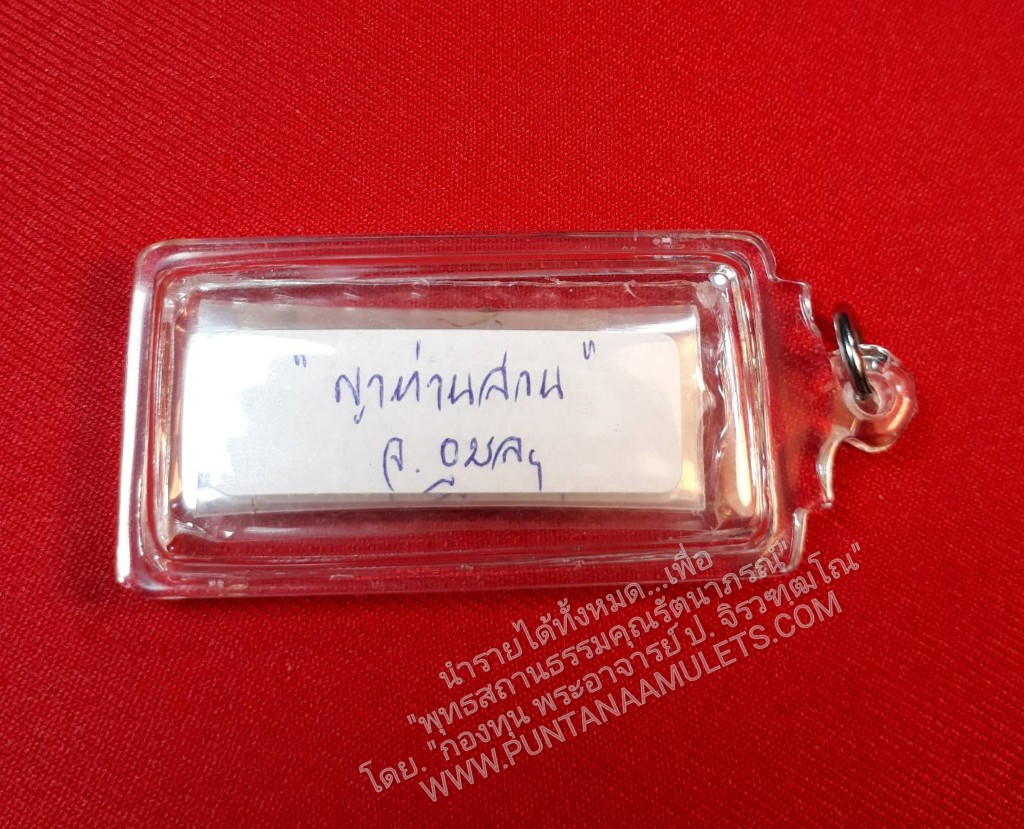 "ญาท่านสวน"
จ.อุบลฯ
นำรายได้ทั้งหมด...เพื่อ
"พุทธสถานธรรมคุณรัตนาภรณ์"
โดย. "กองทุน พระอาจารย์ ป. จิรวฑฒโณ"
WWW.PUNTANAAMULETS.COM